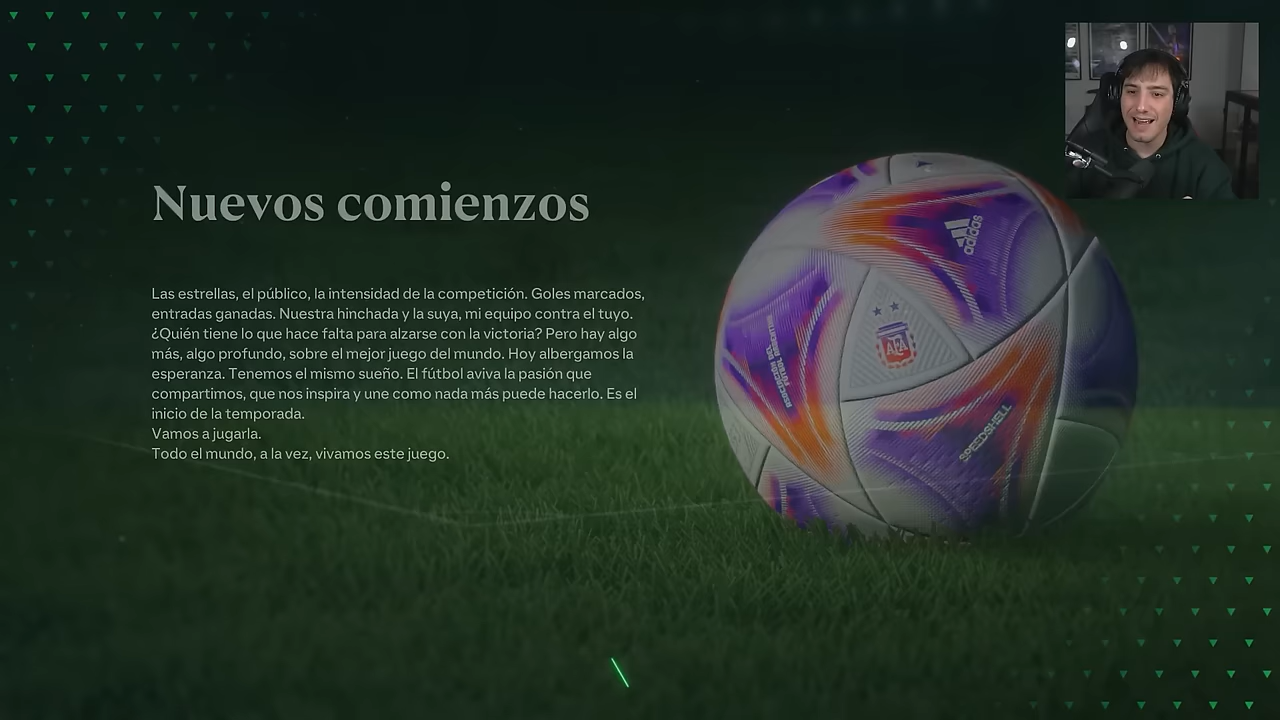 Nuevos comienzos
Las estrellas, el público, la intensidad de la competición. Goles marcados,
entradas ganadas. Nuestra hinchada y la suya, mi equipo contra el tuyo.
¿Quién tiene lo que hace falta para alzarse con la victoria? Pero hay algo
más, algo profundo, sobre el mejor juego del mundo. Hoy albergamos la
esperanza. Tenemos el mismo sueño. El fútbol aviva la pasión que
compartimos, que nos inspira y une como nada más puede hacerlo. Es el
inicio de la temporada.
Vamos a jugarla.
Todo el mundo, a la vez, vivamos este juego.
adidas
AFA
SPEEDSHELL